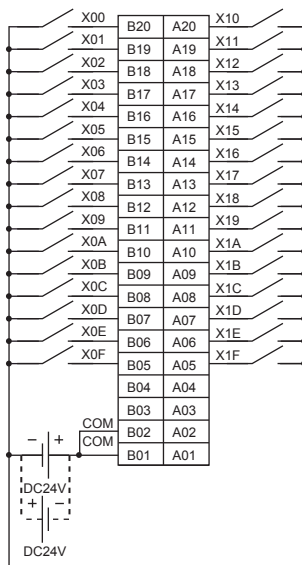 X00 B20 A20 X10
X01 B19 A19 X11
X02 B18 A18 X12
X03 B17 A17 X13
X04 B16 A16 X14
X05 B15 A15 X15
X06 B14 A14 X16
X07 B13 A13 X17
X08 B12 A12 X18
X09 B11 A11 X19
X0A B10 A10 X1A
X0B B09 A09 X1B
X0C B08 A08 X1C
X0D B07 A07 X1D
X0E B06 A06 X1E
X0F B05 A05 X1F
B04 A04
B03 A03
COM B02 A02
− + COM B01 A01
DC24V
+ −
DC24V